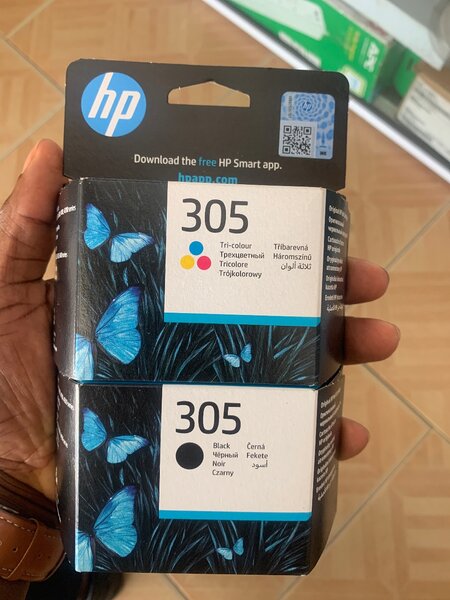 hp
Download the free HP Smart app.
hpapp.com
305
Tri-colour Tříbarevná
Трехцветный Háromszínű
Tricolore ثلاثة ألوان
Trójkolorowy
305
Black Černá
Чёрный Fekete
Noir أسود
Czarny
APC